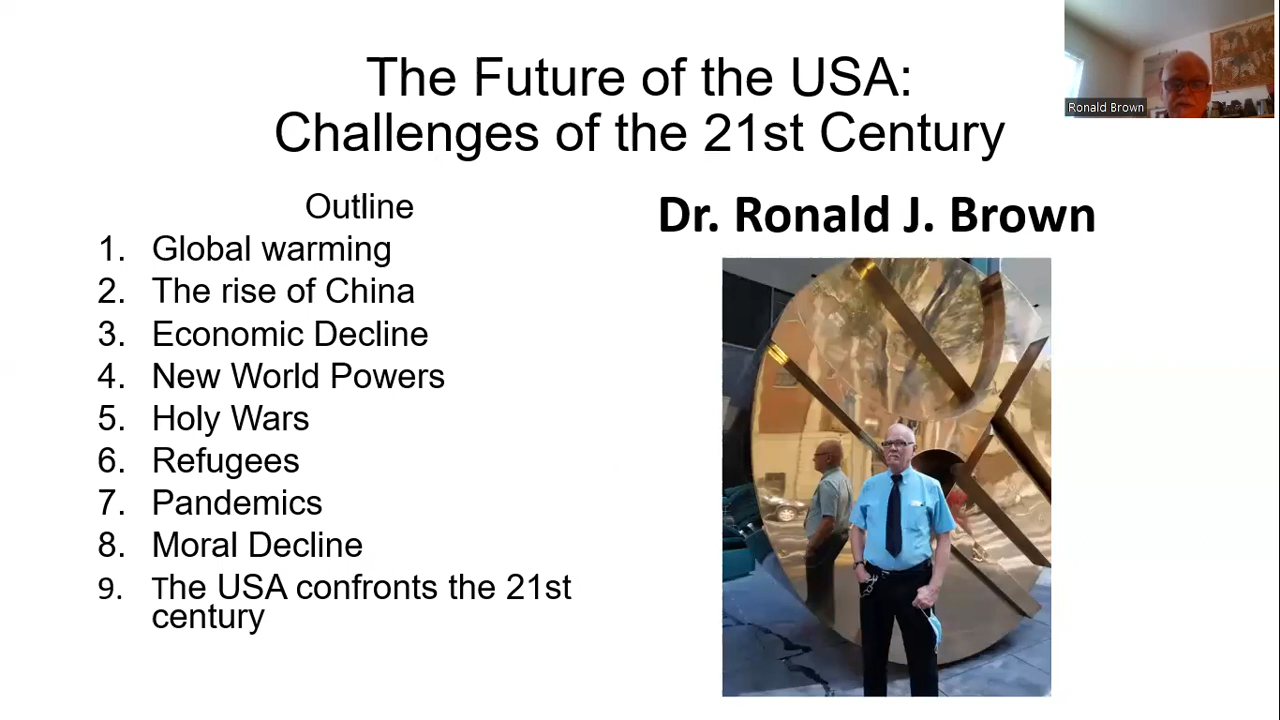 The Future of the USA:
Challenges of the 21st Century
Ronald Brown
Outline
1. Global warming
2. The rise of China
3. Economic Decline
4. New World Powers
5. Holy Wars
6. Refugees
7. Pandemics
8. Moral Decline
9. The USA confronts the 21st
century
Dr. Ronald J. Brown